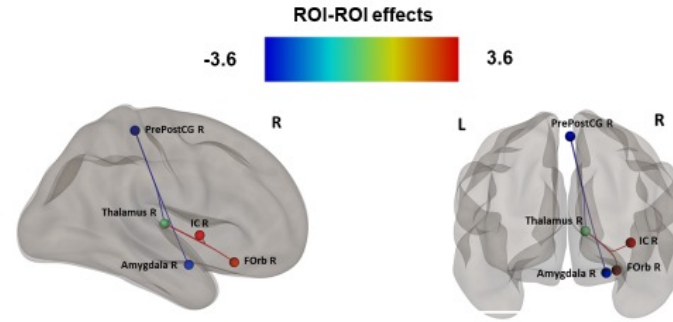 ROI-ROI effects
-3.6
3.6
R
PrePostCG R
Thalamus R
IC R
Amygdala R
FOrb R
L
R
PrePostCG R
Thalamus R
IC R
Amygdala R
FOrb R